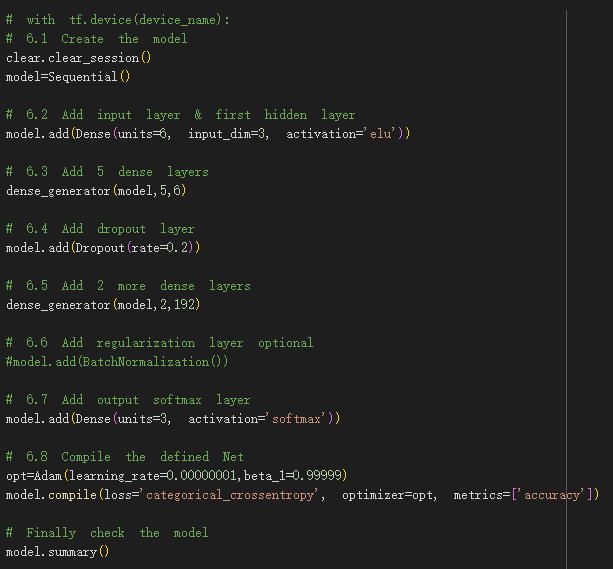 # with tf.device(device_name):
# 6.1 Create the model
clear.clear_session()
model=Sequential()
# 6.2 Add input layer & first hidden layer
model.add(Dense(units=6, input_dim=3, activation='elu'))
# 6.3 Add 5 dense layers
dense_generator(model,5,6)
# 6.4 Add dropout layer
model.add(Dropout(rate=0.2))
# 6.5 Add 2 more dense layers
dense_generator(model,2,192)
# 6.6 Add regularization layer optional
#model.add(BatchNormalization())
# 6.7 Add output softmax layer
model.add(Dense(units=3, activation='softmax'))
# 6.8 Compile the defined Net
opt=Adam(learning_rate=0.00000001,beta_1=0.99999)
model.compile(loss='categorical_crossentropy', optimizer=opt, metrics=['accuracy'])
# Finally check the model
model.summary()